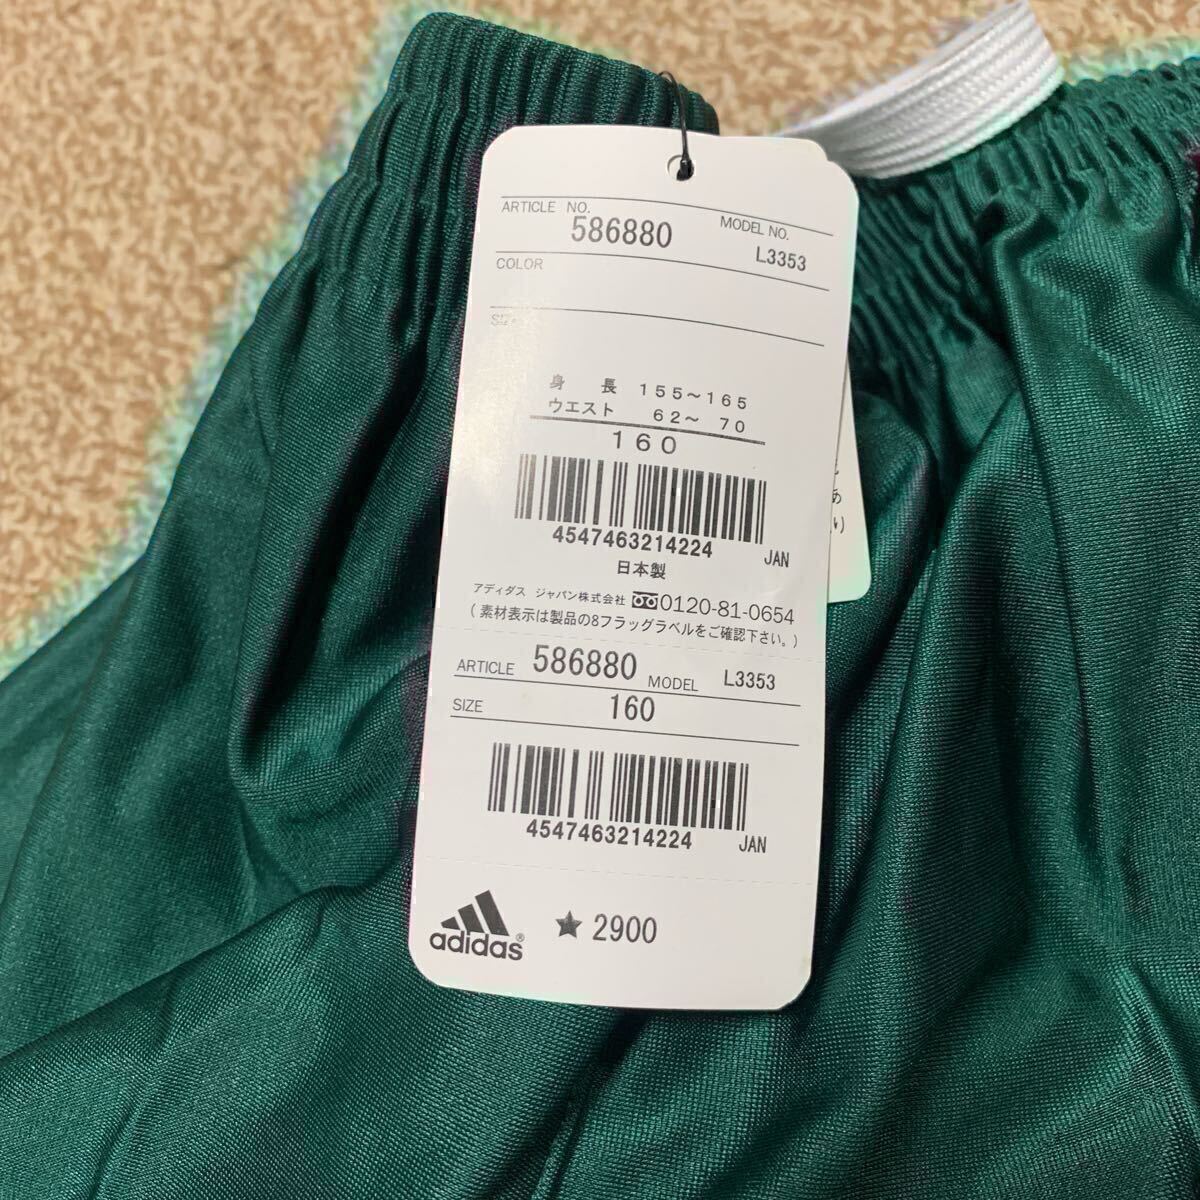 ARTICLE NO. 586880 MODEL NO. L3353
COLOR
身 長 155～165
ウエスト 62～ 70
160
4547463214224 JAN
日本製
アディダス ジャパン株式会社 0120-81-0654
(素材表示は製品の8フラッグラベルをご確認下さい。)
ARTICLE 586880 MODEL L3353
SIZE 160
4547463214224 JAN
adidas® ★2900